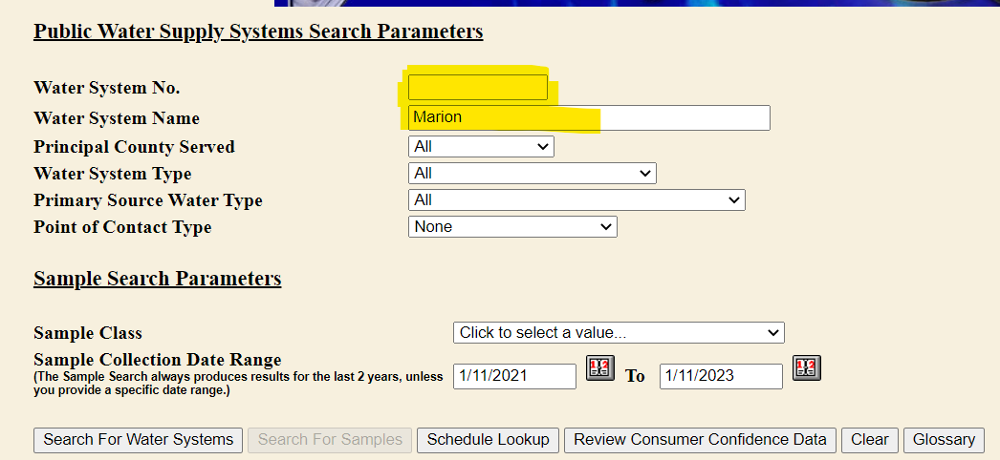 Public Water Supply Systems Search Parameters
Water System No.
Water System Name Marion
Principal County Served All
Water System Type All
Primary Source Water Type All
Point of Contact Type None
Sample Search Parameters
Sample Class Click to select a value...
Sample Collection Date Range
(The Sample Search always produces results for the last 2 years, unless
you provide a specific date range.)
1/11/2021 To 1/11/2023
Search For Water Systems Search For Samples Schedule Lookup Review Consumer Confidence Data Clear Glossary